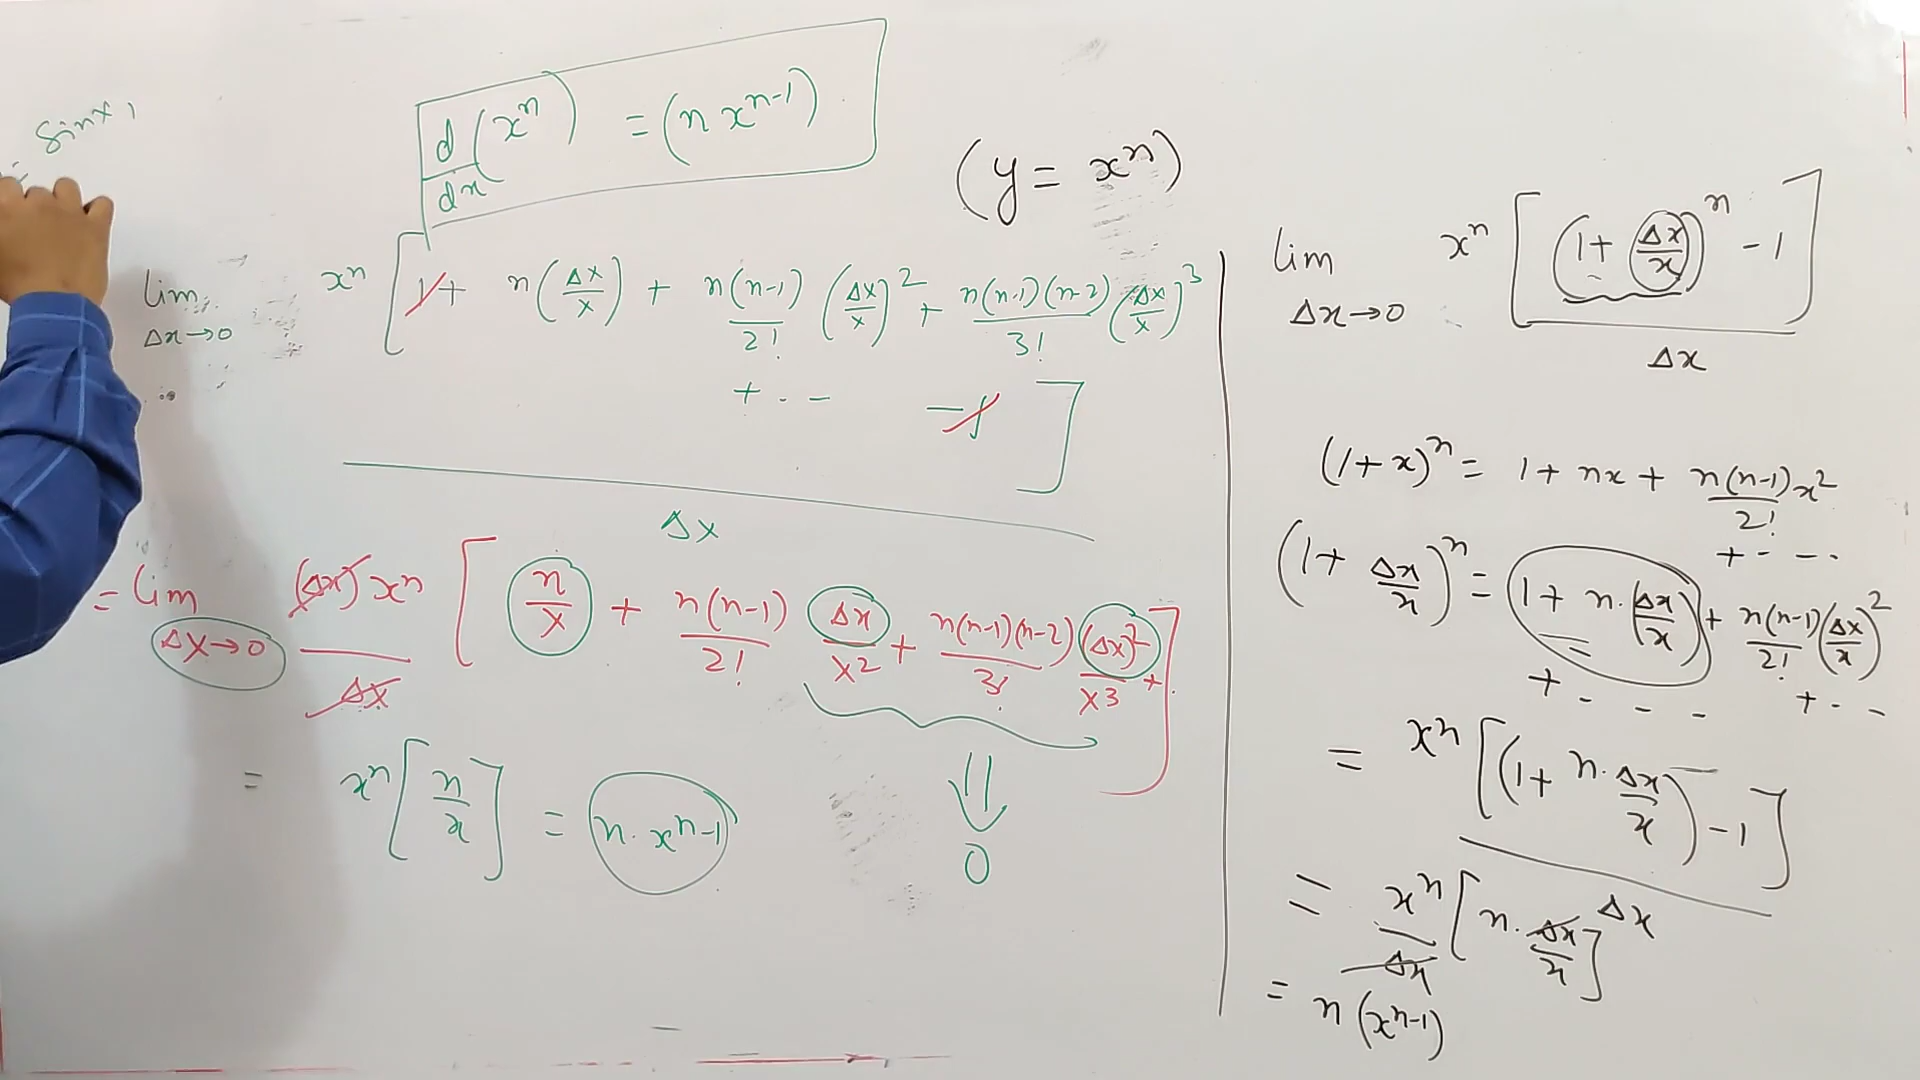 sinx,
d/dx (x^n) = (n x^(n-1))
(y = x^n)
lim Δx→0 x^n [ 1 + n(Δx/x) + n(n-1)/2! (Δx/x)^2 + n(n-1)(n-2)/3! (Δx/x)^3
+ . . - 1 ]
Δx
= lim Δx→0 (Δx) x^n / Δx [ n/x + n(n-1)/2! Δx/x^2 + n(n-1)(n-2)/3! (Δx)^2/x^3 + . ]
= x^n [ n/x ] = n. x^(n-1)
⇓
0
lim Δx→0 x^n [ (1 + Δx/x)^n - 1 ] / Δx
(1+x)^n = 1 + nx + n(n-1)/2! x^2
+ - - -
(1 + Δx/x)^n = 1 + n.(Δx/x) + n(n-1)/2! (Δx/x)^2
+ - - - + - -
= x^n [ (1 + n. Δx/x) - 1 ] / Δx
= x^n/Δx [ n. Δx/x ]
= n (x^(n-1))